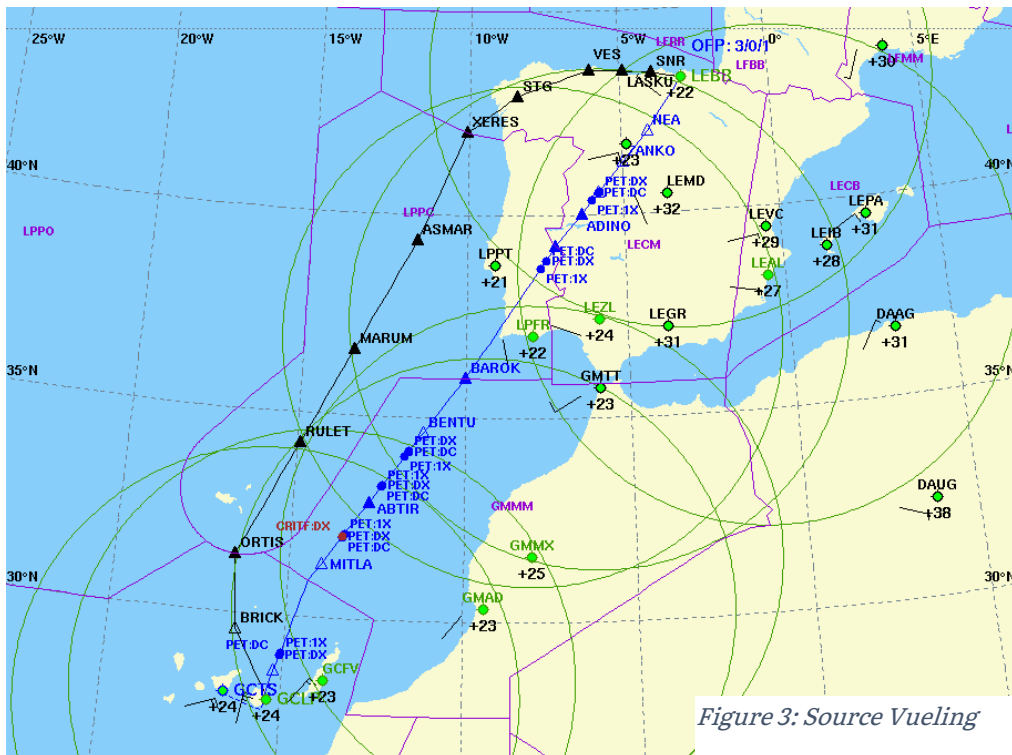 25°W
20°W
15°W
10°W
5°W
0°
5°E
OFP: 3/0/1
LFRR
LFBB
LFMM
+30
VES
SNR
LASKU
LEBB
+22
STG
XERES
NEA
ZANKO
+23
40°N
40°N
PET:DX
PET:DC
PET:1X
ADINO
LEMD
+32
LECB
LEPA
+31
LPPO
LPPC
ASMAR
LECM
LEVC
+29
LEIB
+28
PET:DC
PET:DX
PET:1X
LPPT
+21
LEAL
+27
LEZL
+24
LEGR
+31
DAAG
+31
LPFR
+22
MARUM
35°N
35°N
BAROK
GMTT
+23
BENTU
RULET
PET:DX
PET:DC
PET:1X
PET:1X
PET:DX
PET:DC
ABTIR
GMMM
DAUG
+38
CRITF:DX
PET:1X
PET:DX
PET:DC
ORTIS
MITLA
GMMX
+25
30°N
30°N
GMAD
+23
BRICK
PET:DC
PET:1X
PET:DX
GCTS
+24
GCLP
+24
GCFV
+23
Figure 3: Source Vueling